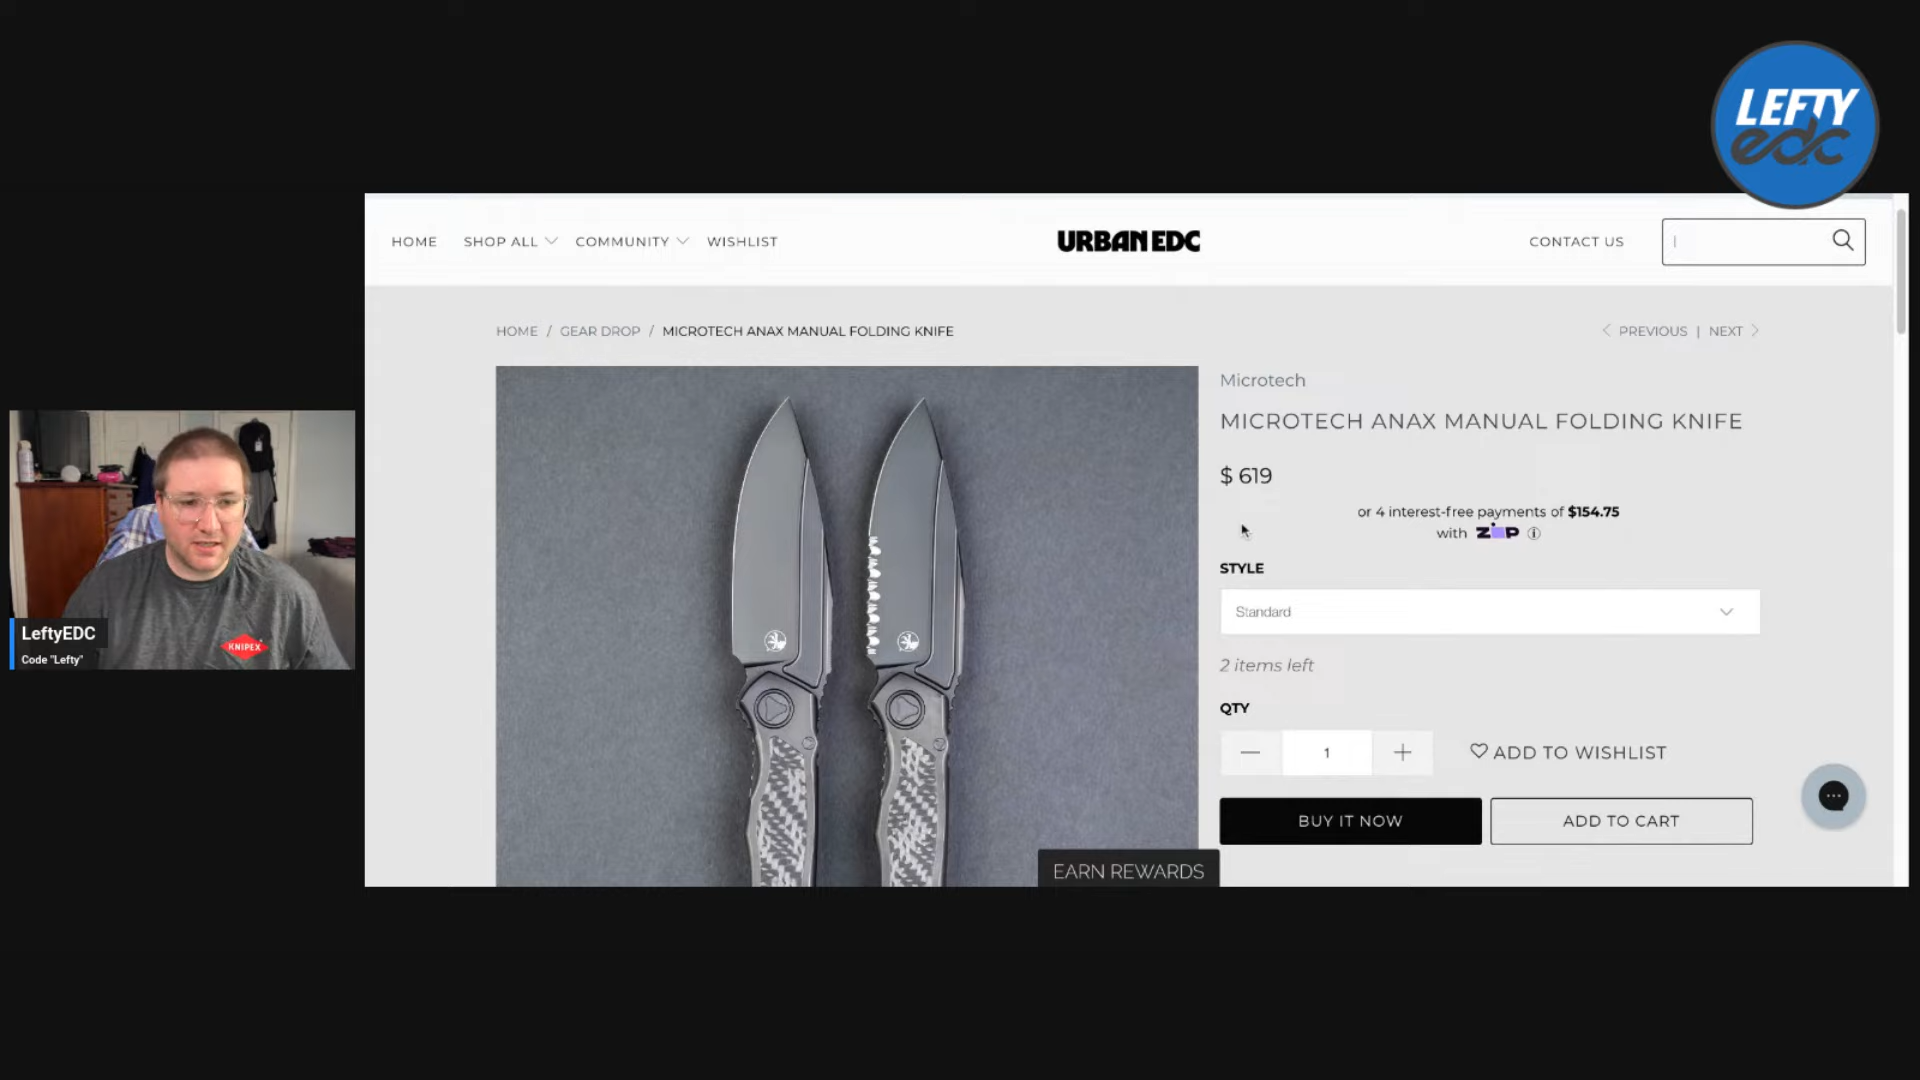 LEFTY
edc
HOME SHOP ALL COMMUNITY WISHLIST URBAN EDC CONTACT US
HOME / GEAR DROP / MICROTECH ANAX MANUAL FOLDING KNIFE PREVIOUS | NEXT
Microtech
MICROTECH ANAX MANUAL FOLDING KNIFE
$ 619
or 4 interest-free payments of $154.75
with ZIP
STYLE
Standard
2 items left
QTY
1 ADD TO WISHLIST
BUY IT NOW ADD TO CART
EARN REWARDS
LeftyEDC
Code "Lefty"
KNIPEX